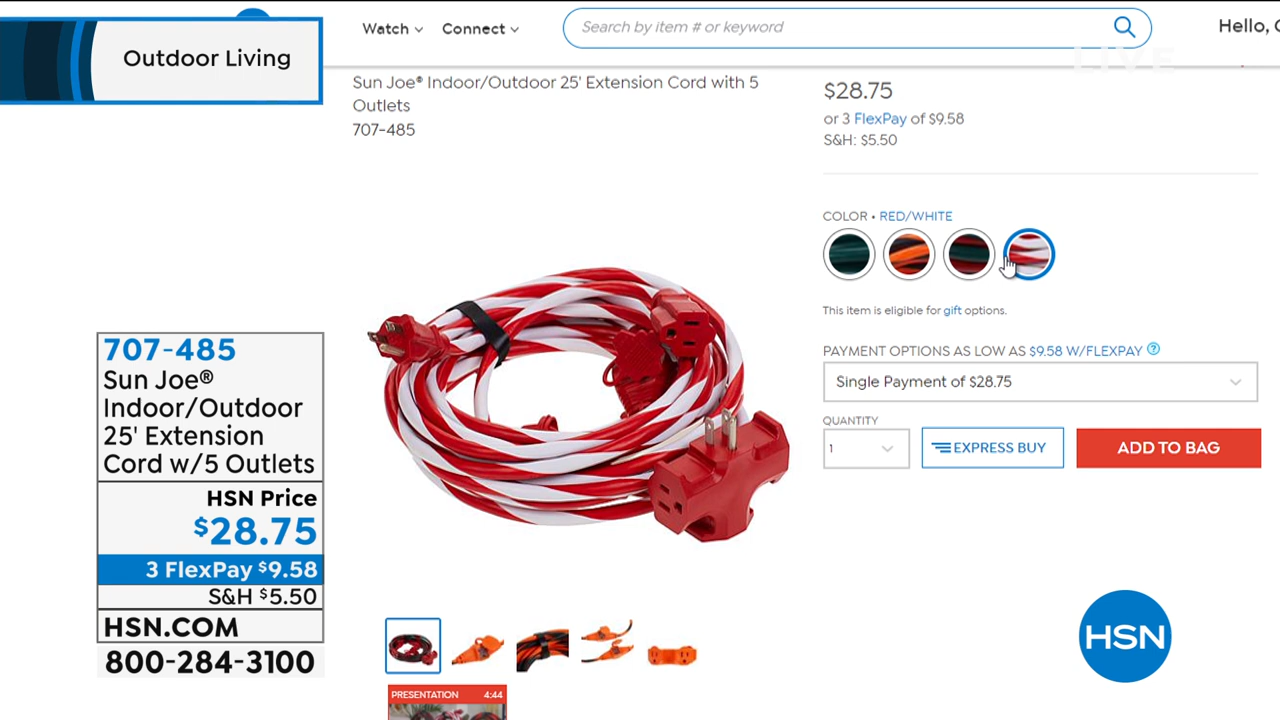 Outdoor Living
Watch
Connect
Search by item # or keyword
Hello,
LIVE
Sun Joe® Indoor/Outdoor 25' Extension Cord with 5
Outlets
707-485
$28.75
or 3 FlexPay of $9.58
S&H: $5.50
COLOR • RED/WHITE
This item is eligible for gift options.
PAYMENT OPTIONS AS LOW AS $9.58 W/FLEXPAY ?
Single Payment of $28.75
QUANTITY
1
EXPRESS BUY
ADD TO BAG
707-485
Sun Joe®
Indoor/Outdoor
25' Extension
Cord w/5 Outlets
HSN Price
$28.75
3 FlexPay $9.58
S&H $5.50
HSN.COM
800-284-3100
HSN
PRESENTATION 4:44